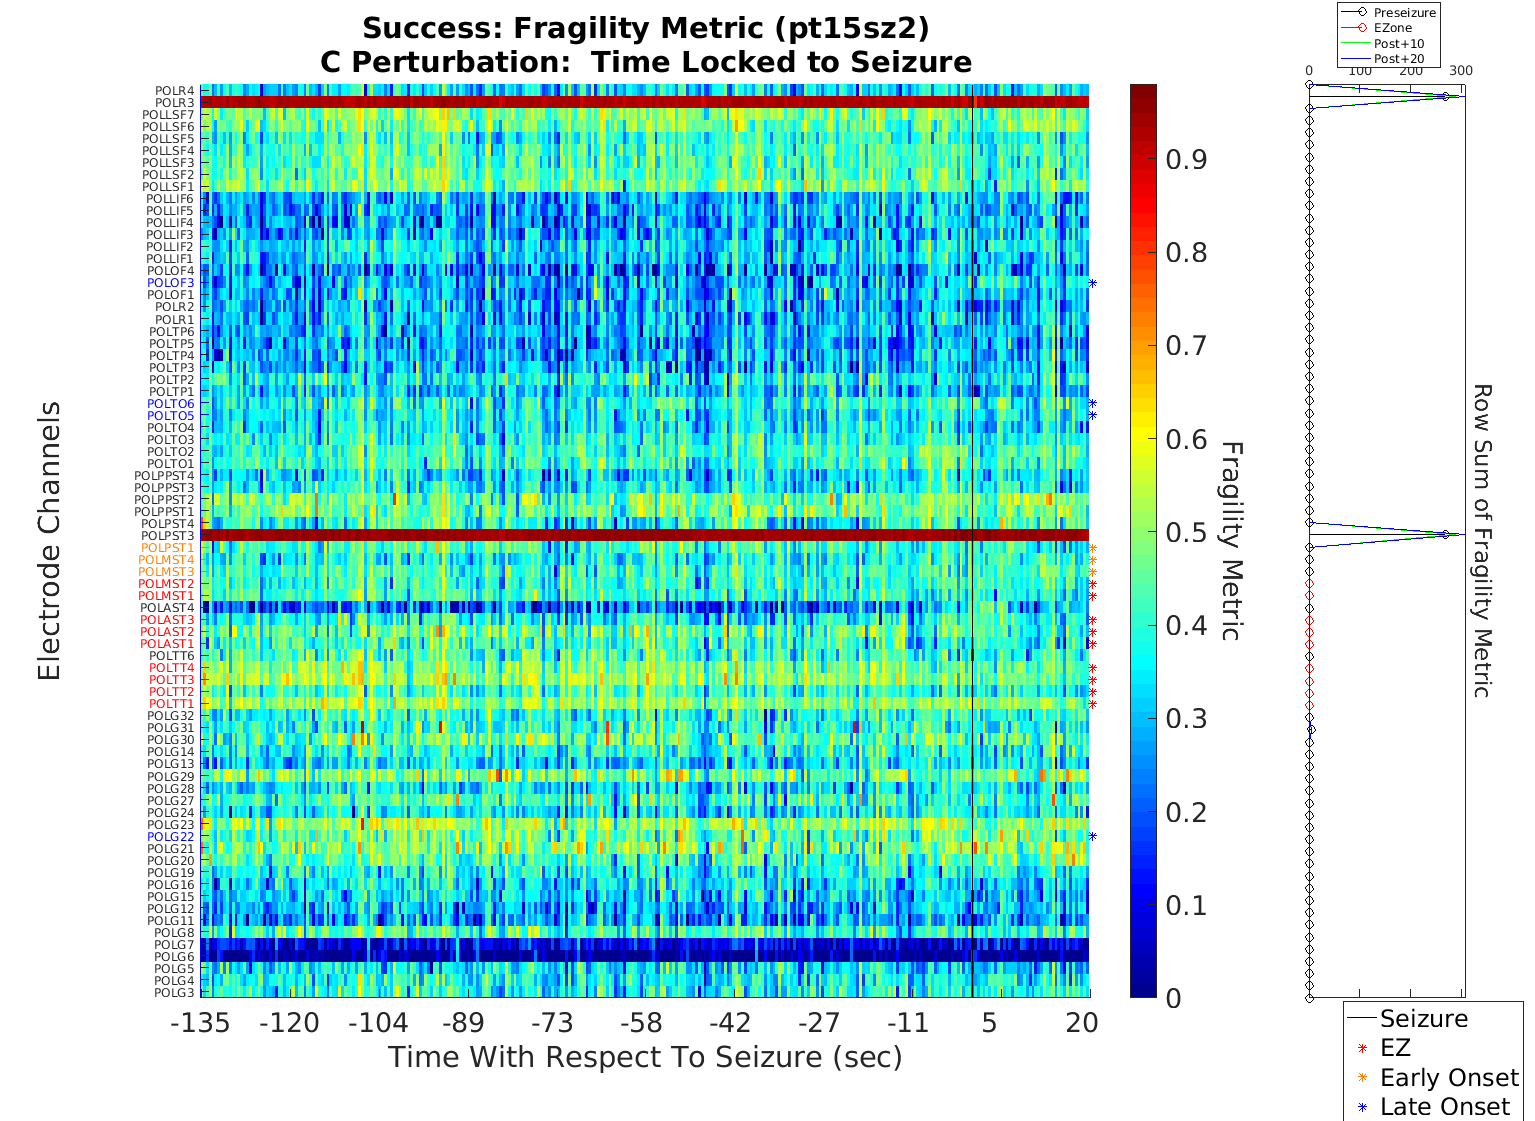 Success: Fragility Metric (pt15sz2)
C Perturbation: Time Locked to Seizure
Preseizure
EZone
Post+10
Post+20
0 100 200 300
POLR4
POLR3
POLLSF7
POLLSF6
POLLSF5
POLLSF4
POLLSF3
POLLSF2
POLLSF1
POLLIF6
POLLIF5
POLLIF4
POLLIF3
POLLIF2
POLLIF1
POLOF4
POLOF3
POLOF1
POLR2
POLR1
POLTP6
POLTP5
POLTP4
POLTP3
POLTP2
POLTP1
POLTO6
POLTO5
POLTO4
POLTO3
POLTO2
POLTO1
POLPPST4
POLPPST3
POLPPST2
POLPPST1
POLPST4
POLPST3
POLPST1
POLMST4
POLMST3
POLMST2
POLMST1
POLAST4
POLAST3
POLAST2
POLAST1
POLTT6
POLTT4
POLTT3
POLTT2
POLTT1
POLG32
POLG31
POLG30
POLG14
POLG13
POLG29
POLG28
POLG27
POLG24
POLG23
POLG22
POLG21
POLG20
POLG19
POLG16
POLG15
POLG12
POLG11
POLG8
POLG7
POLG6
POLG5
POLG4
POLG3
Electrode Channels
-135 -120 -104 -89 -73 -58 -42 -27 -11 5 20
Time With Respect To Seizure (sec)
0.9
0.8
0.7
0.6
0.5
0.4
0.3
0.2
0.1
0
Fragility Metric
Row Sum of Fragility Metric
Seizure
EZ
Early Onset
Late Onset